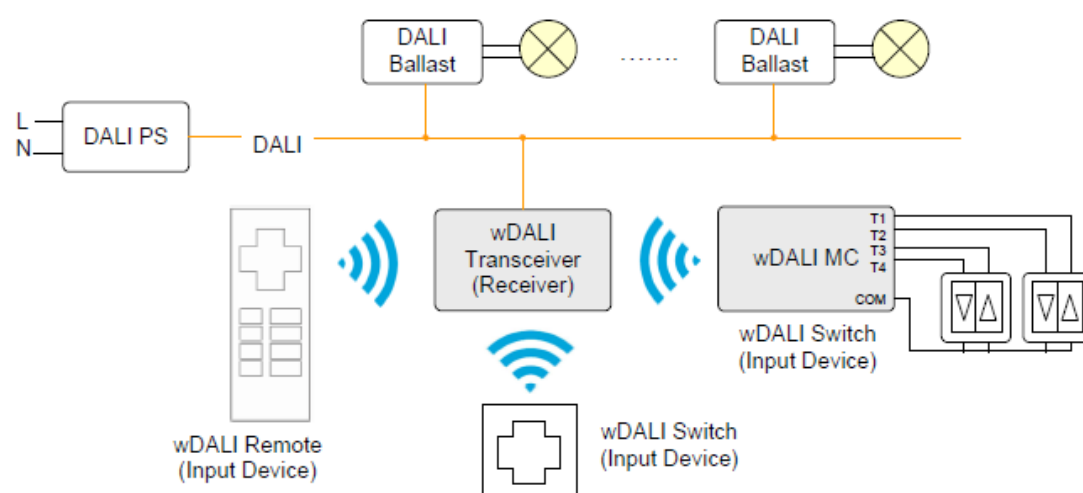 DALI
Ballast
.......
DALI
Ballast
L
N
DALI PS
DALI
wDALI
Transceiver
(Receiver)
wDALI MC
T1
T2
T3
T4
COM
wDALI Switch
(Input Device)
wDALI Remote
(Input Device)
wDALI Switch
(Input Device)